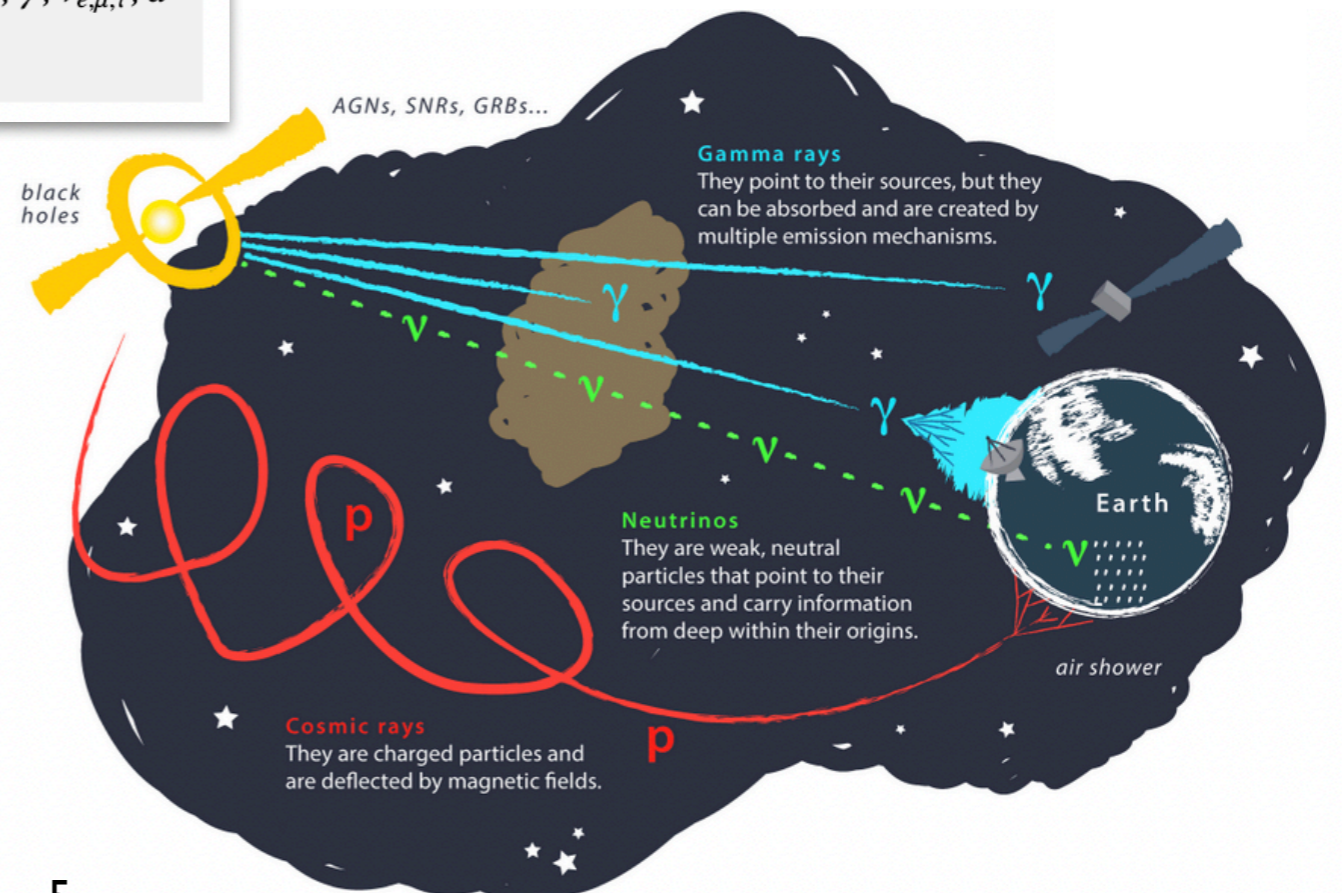 AGNs, SNRs, GRBs...
black
holes
Gamma rays
They point to their sources, but they
can be absorbed and are created by
multiple emission mechanisms.
γ
γ
ν
ν
γ
ν
ν
p
Earth
Neutrinos
They are weak, neutral
particles that point to their
sources and carry information
from deep within their origins.
ν
air shower
Cosmic rays
They are charged particles and
are deflected by magnetic fields.
p